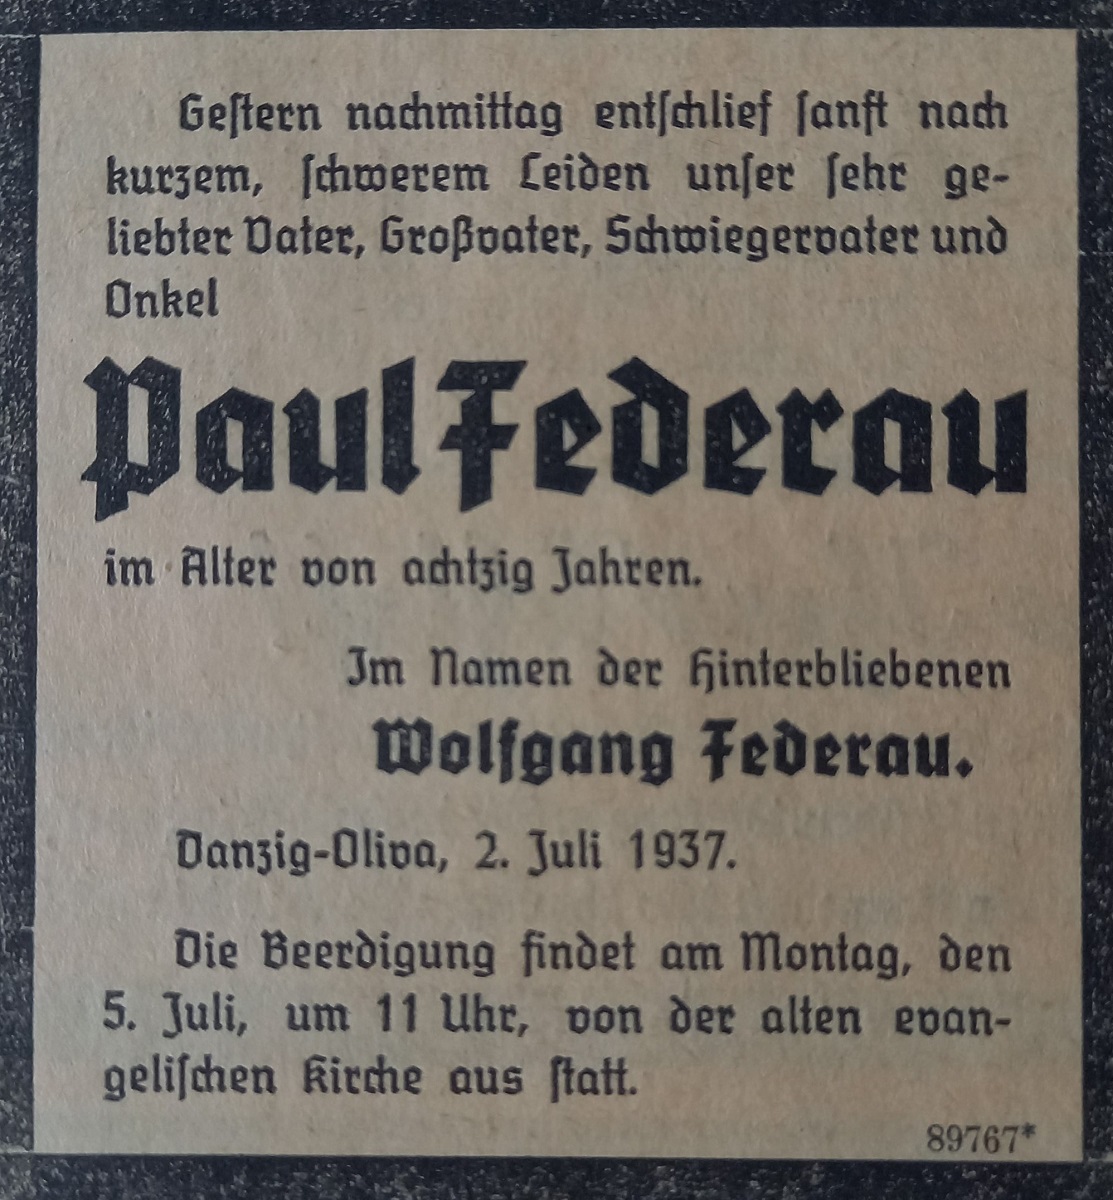 Geſtern nachmittag entſchlief ſanft nach
kurzem, ſchwerem Leiden unſer ſehr ge-
liebter Vater, Großvater, Schwiegervater und
Onkel
Paul Federau
im Alter von achtzig Jahren.
Im Namen der Hinterbliebenen
Wolfgang Federau.
Danzig-Oliva, 2. Juli 1937.
Die Beerdigung findet am Montag, den
5. Juli, um 11 Uhr, von der alten evan-
geliſchen Kirche aus ſtatt.
89767*